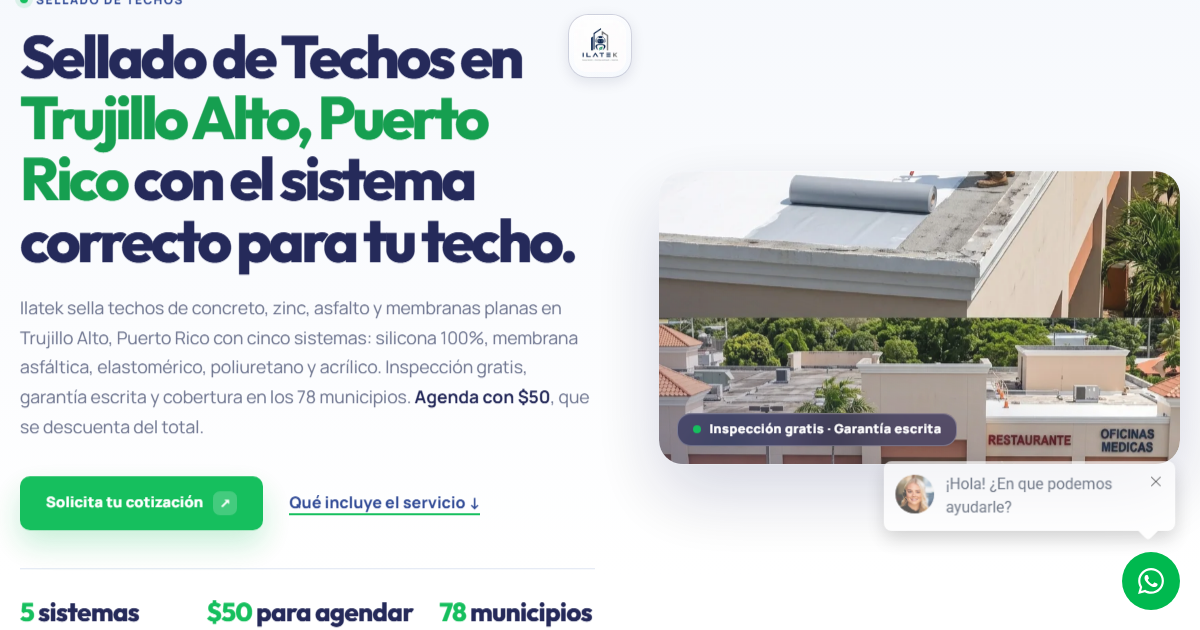 SELLADO DE TECHOS
ILATEK
Sellado de Techos en
Trujillo Alto, Puerto
Rico con el sistema
correcto para tu techo.
Ilatek sella techos de concreto, zinc, asfalto y membranas planas en
Trujillo Alto, Puerto Rico con cinco sistemas: silicona 100%, membrana
asfáltica, elastomérico, poliuretano y acrílico. Inspección gratis,
garantía escrita y cobertura en los 78 municipios. Agenda con $50, que
se descuenta del total.
Solicita tu cotización ↗
Qué incluye el servicio ↓
5 sistemas
$50 para agendar
78 municipios
Inspección gratis · Garantía escrita
RESTAURANTE
OFICINAS
MEDICAS
¡Hola! ¿En que podemos
ayudarle?